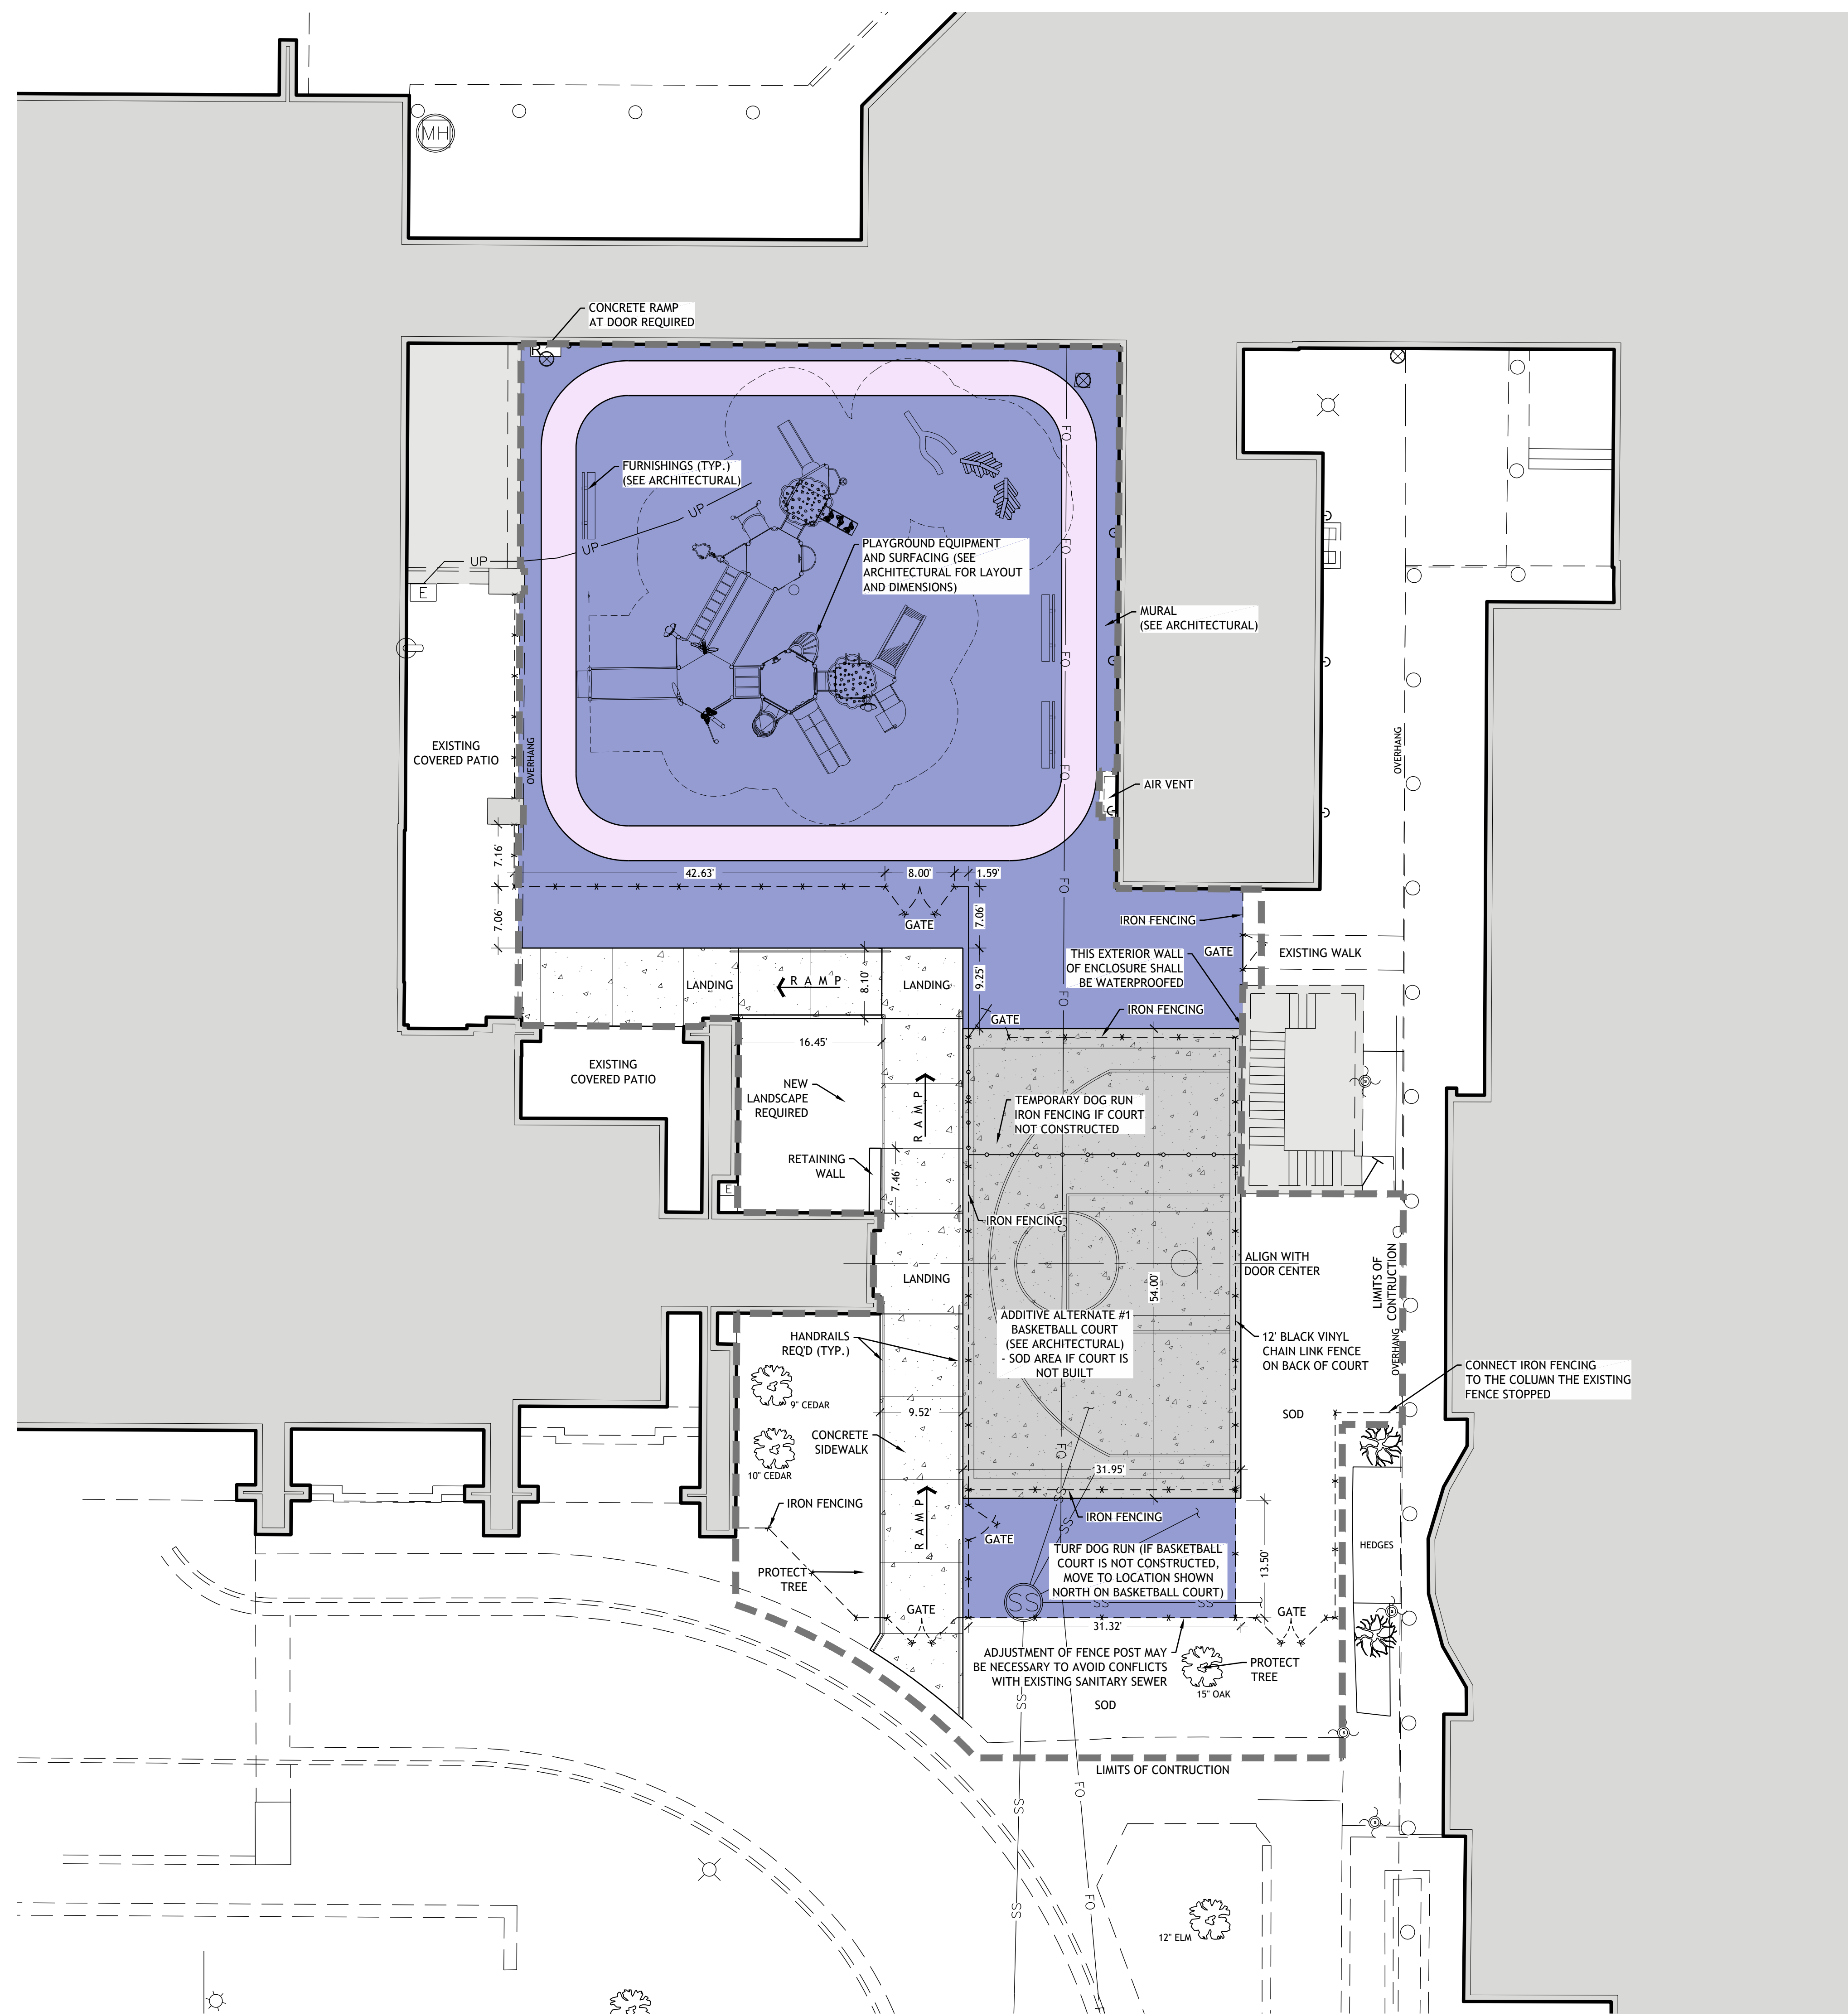 MH
CONCRETE RAMP
AT DOOR REQUIRED
R
FURNISHINGS (TYP.)
(SEE ARCHITECTURAL)
FO
UP
UP
UP
E
PLAYGROUND EQUIPMENT
AND SURFACING (SEE
ARCHITECTURAL FOR LAYOUT
AND DIMENSIONS)
FO
MURAL
(SEE ARCHITECTURAL)
FO
EXISTING
COVERED PATIO
OVERHANG
OVERHANG
FO
AIR VENT
7.16'
42.63'
8.00'
1.59'
FO
7.06'
7.06'
GATE
IRON FENCING
THIS EXTERIOR WALL
OF ENCLOSURE SHALL
BE WATERPROOFED
GATE
EXISTING WALK
LANDING
RAMP
8.10'
LANDING
9.25'
FO
IRON FENCING
GATE
16.45'
EXISTING
COVERED PATIO
NEW
LANDSCAPE
REQUIRED
RAMP
TEMPORARY DOG RUN
IRON FENCING IF COURT
NOT CONSTRUCTED
RETAINING
WALL
7.46'
E
IRON FENCING
LANDING
ALIGN WITH
DOOR CENTER
54.00'
LIMITS OF
CONTRUCTION
ADDITIVE ALTERNATE #1
BASKETBALL COURT
(SEE ARCHITECTURAL)
- SOD AREA IF COURT IS
NOT BUILT
HANDRAILS
REQ'D (TYP.)
12' BLACK VINYL
CHAIN LINK FENCE
ON BACK OF COURT
OVERHANG
CONNECT IRON FENCING
TO THE COLUMN THE EXISTING
FENCE STOPPED
9" CEDAR
9.52'
SOD
CONCRETE
SIDEWALK
FO
10" CEDAR
31.95'
IRON FENCING
RAMP
IRON FENCING
SS
GATE
TURF DOG RUN (IF BASKETBALL
COURT IS NOT CONSTRUCTED,
MOVE TO LOCATION SHOWN
NORTH ON BASKETBALL COURT)
13.50'
HEDGES
PROTECT
TREE
SS
SS
SS
GATE
GATE
31.32'
ADJUSTMENT OF FENCE POST MAY
BE NECESSARY TO AVOID CONFLICTS
WITH EXISTING SANITARY SEWER
PROTECT
TREE
15" OAK
SS
SOD
LIMITS OF CONTRUCTION
FO
SS
FO
SS
12" ELM